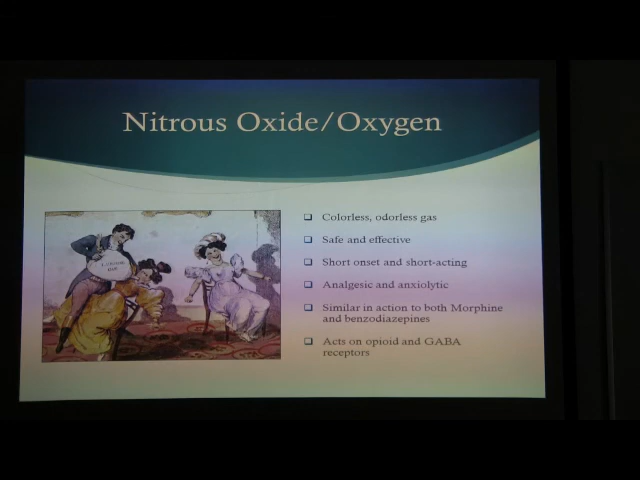 Nitrous Oxide/Oxygen
Colorless, odorless gas
Safe and effective
Short onset and short-acting
Analgesic and anxiolytic
Similar in action to both Morphine
and benzodiazepines
Acts on opioid and GABA
receptors